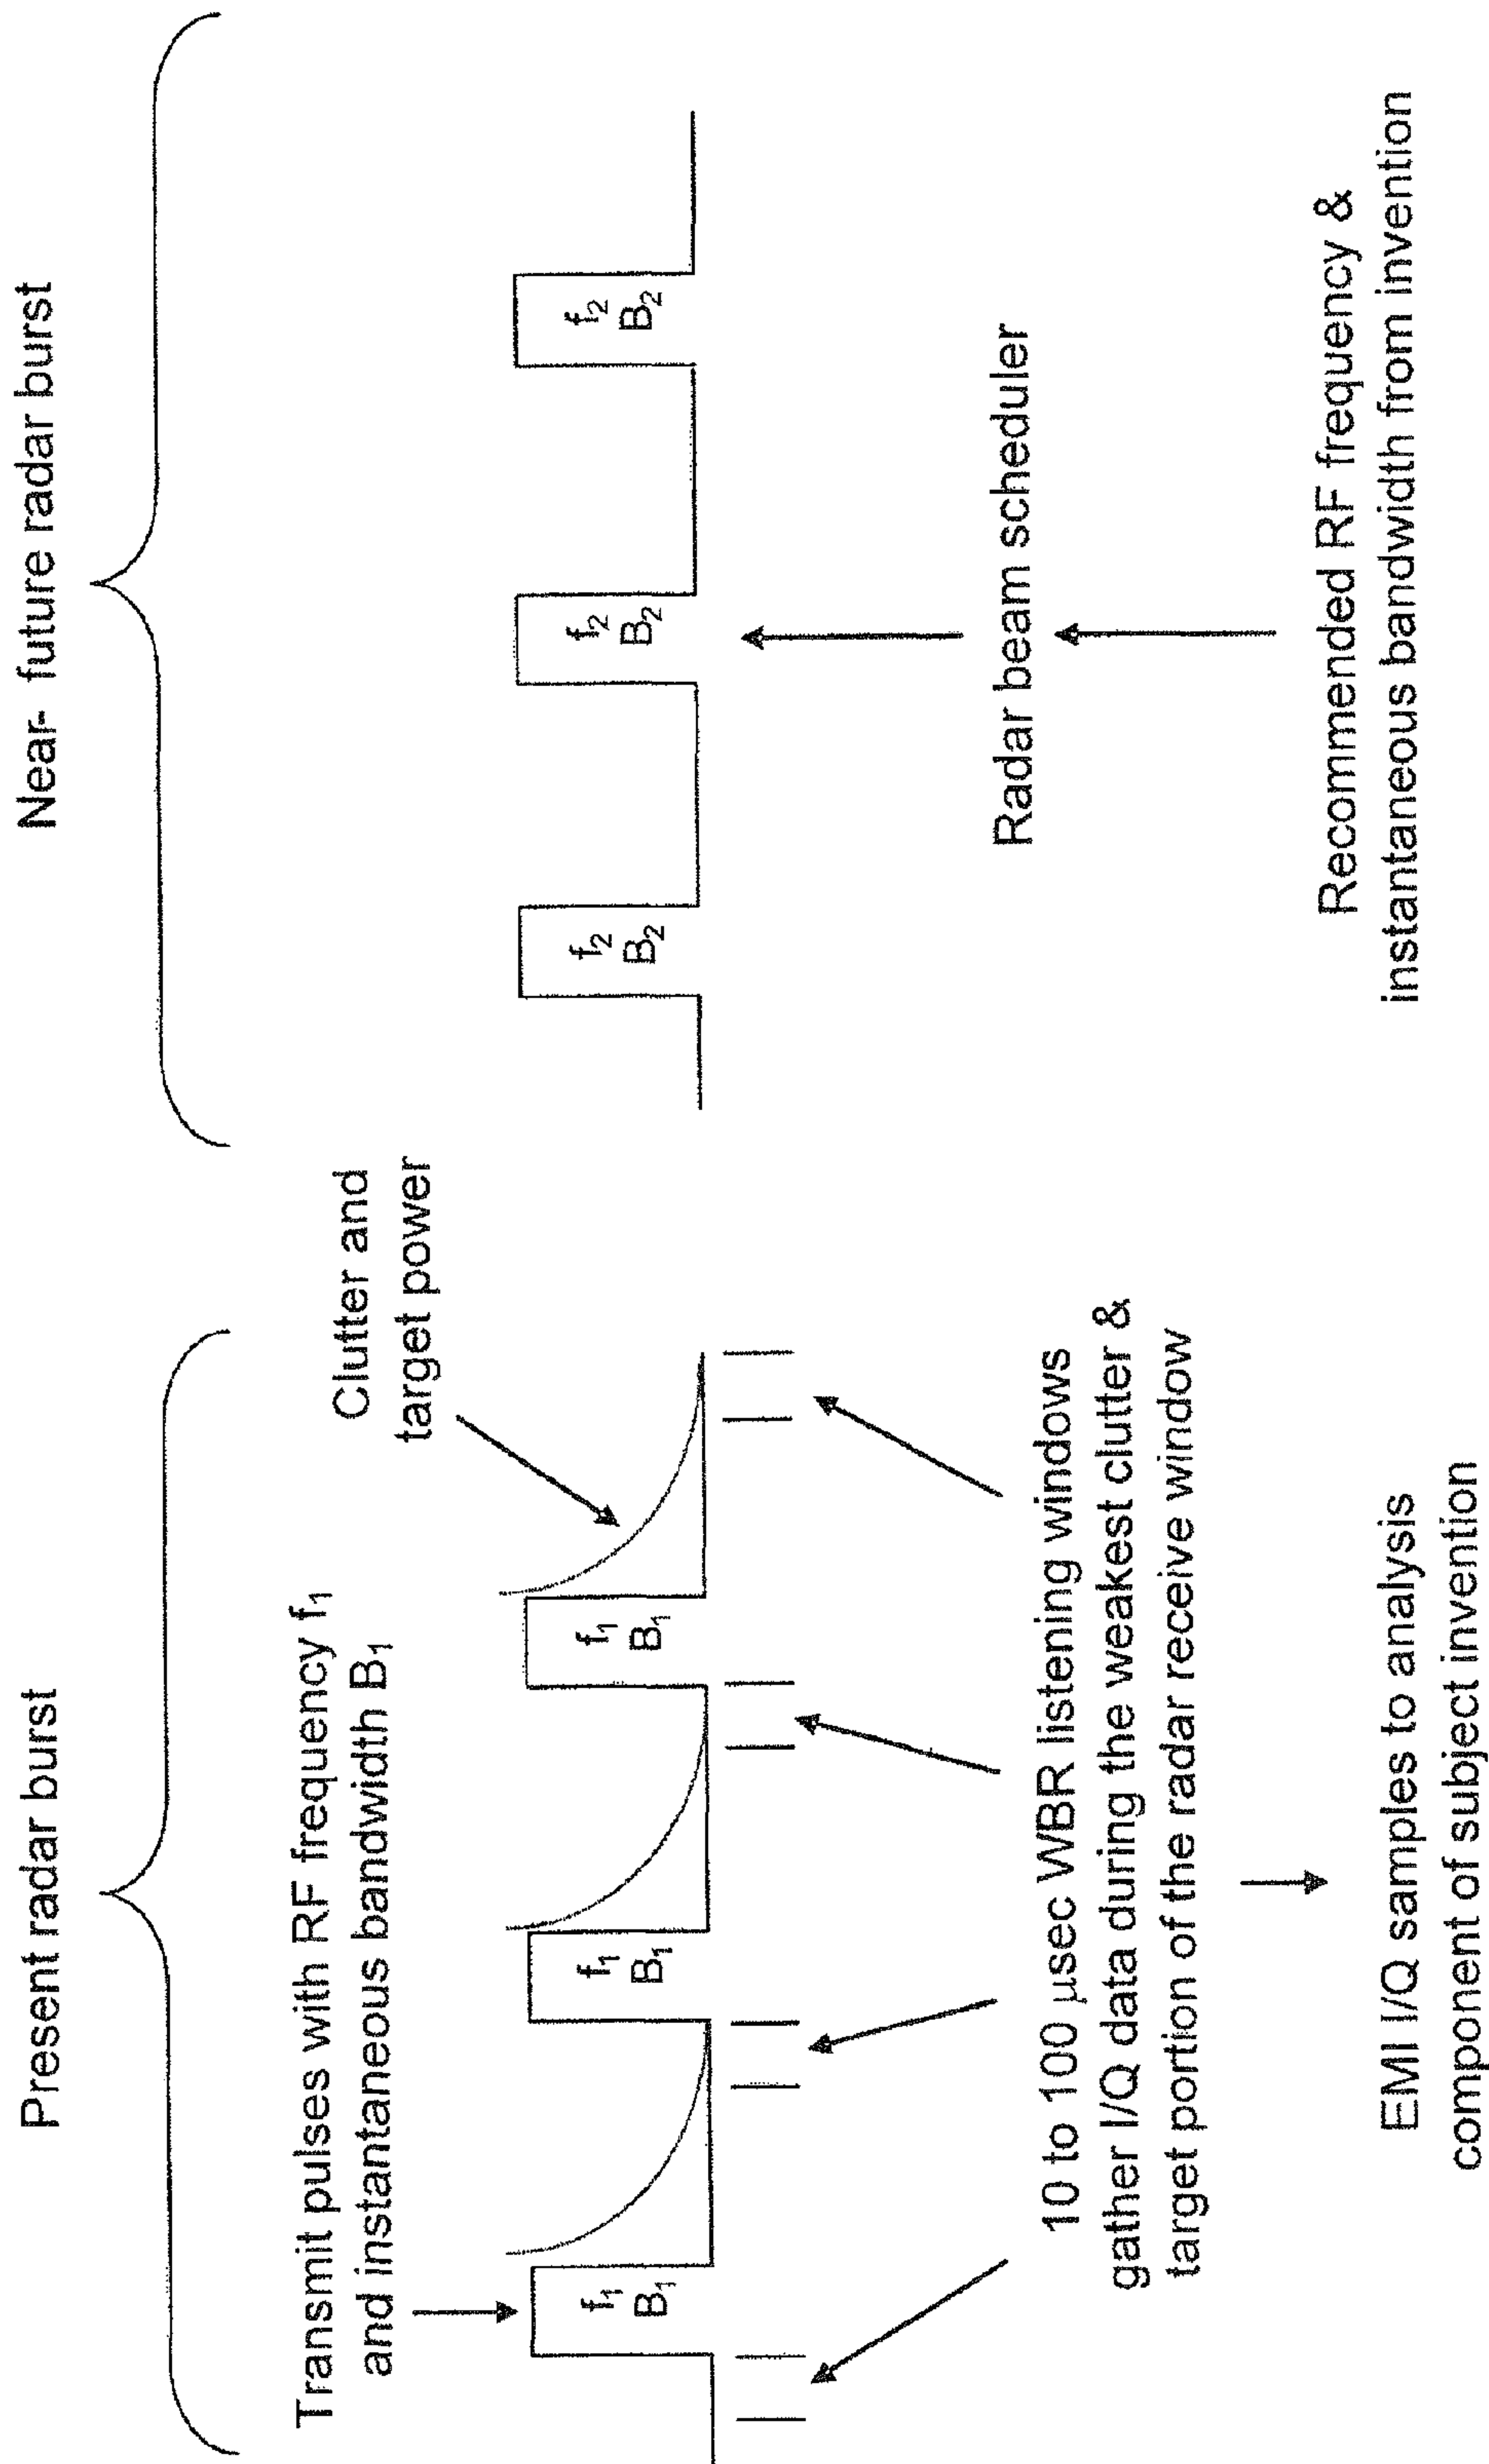 Present radar burst
Near- future radar burst
Transmit pulses with RF frequency f₁
and instantaneous bandwidth B₁
Clutter and
target power
f₁
B₁
f₁
B₁
f₁
B₁
f₂
B₂
f₂
B₂
f₂
B₂
10 to 100 μsec WBR listening windows
gather I/Q data during the weakest clutter &
target portion of the radar receive window
EMI I/Q samples to analysis
component of subject invention
Radar beam scheduler
Recommended RF frequency &
instantaneous bandwidth from invention